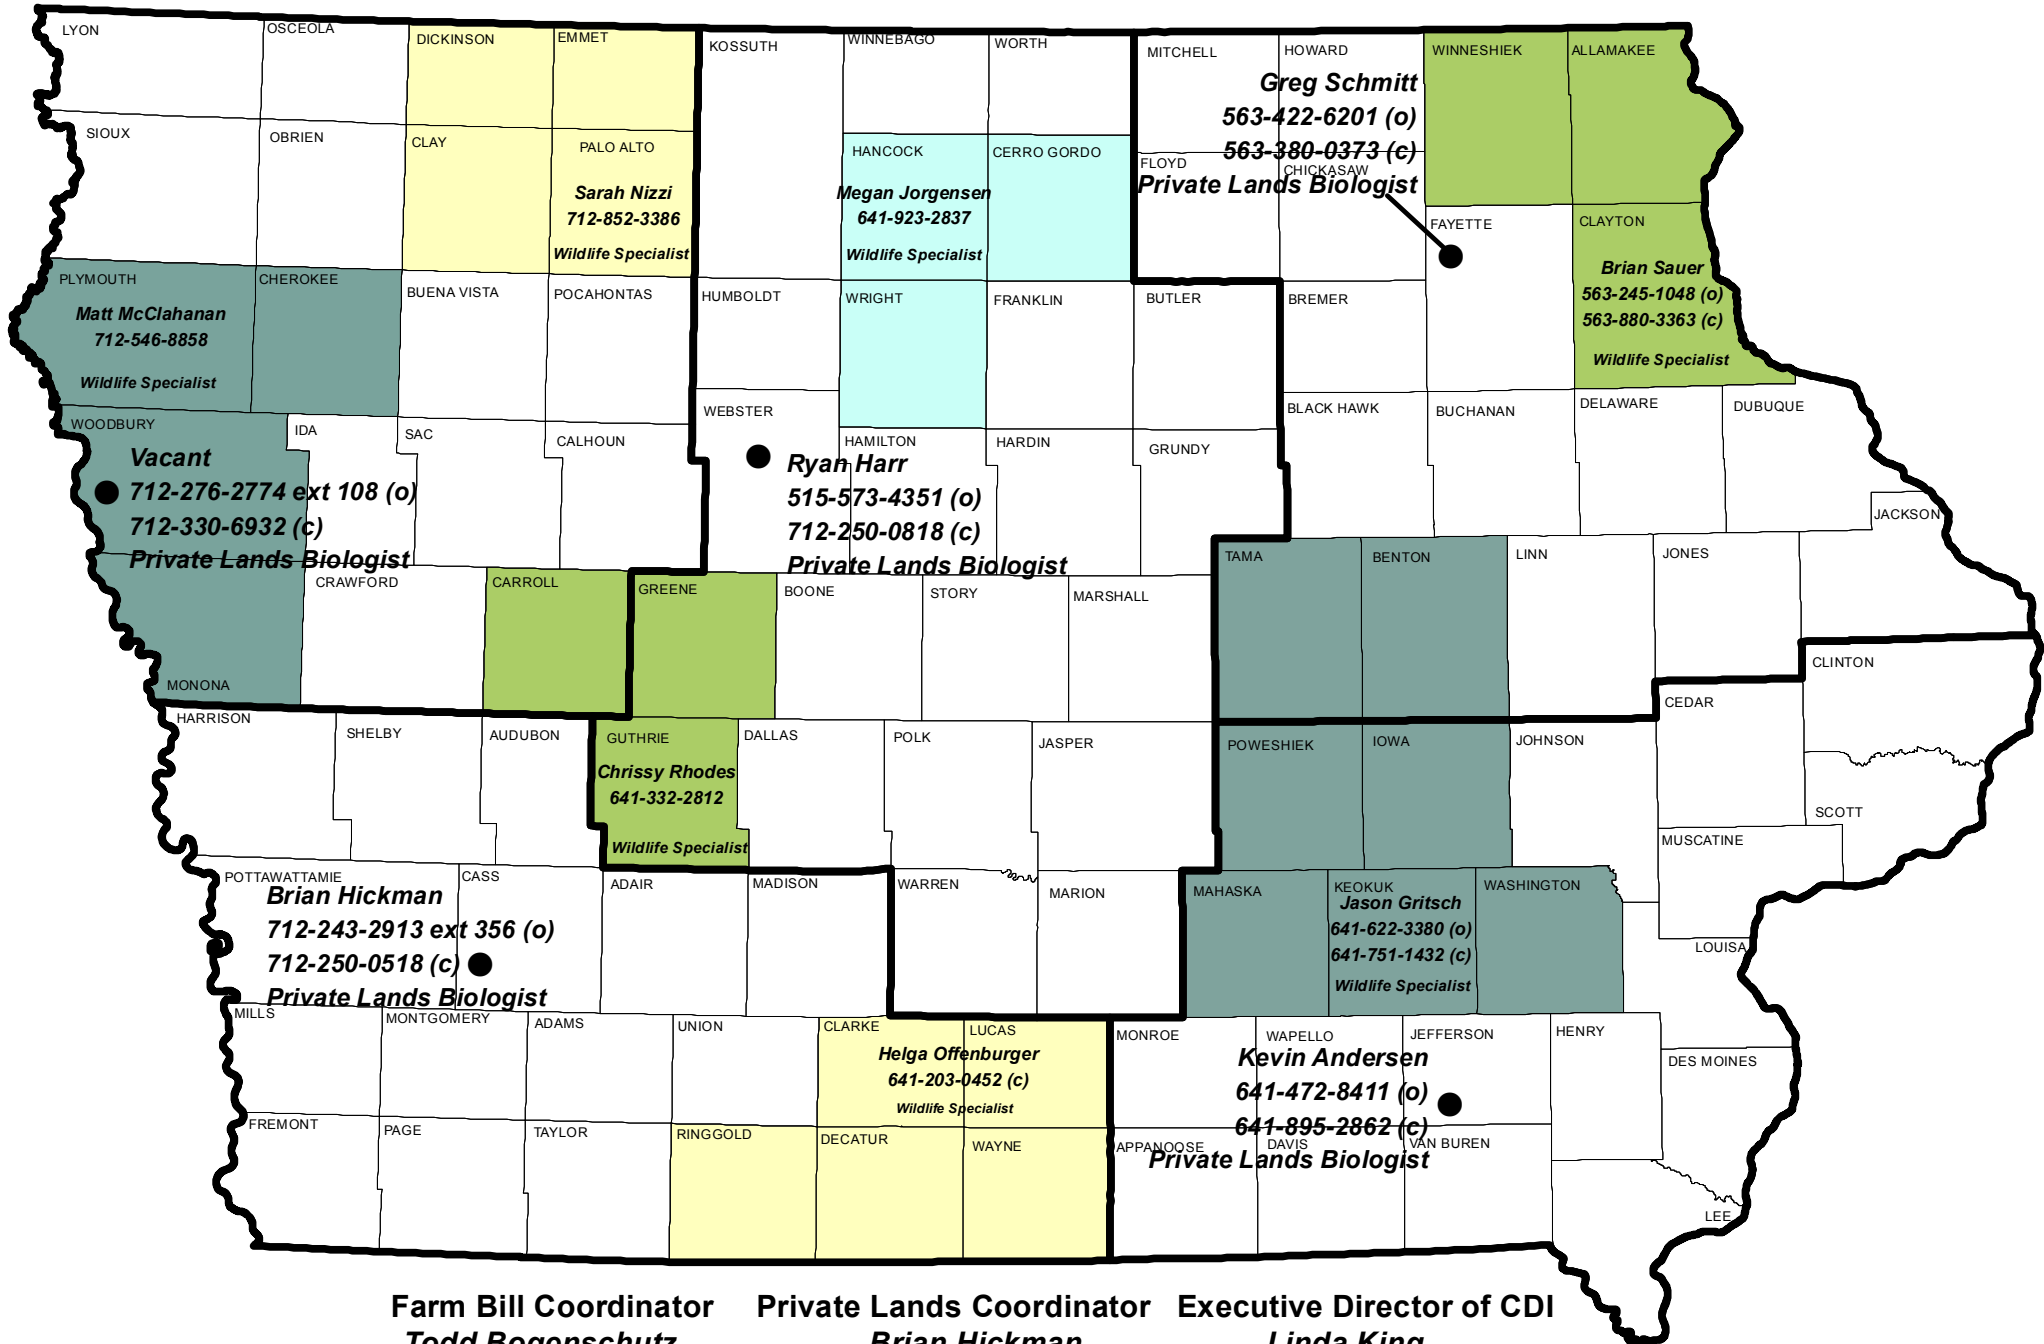 LYON
OSCEOLA
DICKINSON
EMMET
KOSSUTH
WINNEBAGO
WORTH
MITCHELL
HOWARD
WINNESHIEK
ALLAMAKEE
Greg Schmitt
563-422-6201 (o)
563-380-0373 (c)
Private Lands Biologist
SIOUX
OBRIEN
CLAY
PALO ALTO
Sarah Nizzi
712-852-3386
Wildlife Specialist
HANCOCK
CERRO GORDO
Megan Jorgensen
641-923-2837
Wildlife Specialist
FLOYD
CHICKASAW
FAYETTE
CLAYTON
Brian Sauer
563-245-1048 (o)
563-880-3363 (c)
Wildlife Specialist
PLYMOUTH
CHEROKEE
Matt McClahanan
712-546-8858
Wildlife Specialist
BUENA VISTA
POCAHONTAS
HUMBOLDT
WRIGHT
FRANKLIN
BUTLER
BREMER
WOODBURY
IDA
SAC
CALHOUN
WEBSTER
HAMILTON
HARDIN
GRUNDY
BLACK HAWK
BUCHANAN
DELAWARE
DUBUQUE
Vacant
712-276-2774 ext 108 (o)
712-330-6932 (c)
Private Lands Biologist
Ryan Harr
515-573-4351 (o)
712-250-0818 (c)
Private Lands Biologist
JACKSON
MONONA
CRAWFORD
CARROLL
GREENE
BOONE
STORY
MARSHALL
TAMA
BENTON
LINN
JONES
CLINTON
CEDAR
HARRISON
SHELBY
AUDUBON
GUTHRIE
Chrissy Rhodes
641-332-2812
Wildlife Specialist
DALLAS
POLK
JASPER
POWESHIEK
IOWA
JOHNSON
SCOTT
MUSCATINE
POTTAWATTAMIE
CASS
Brian Hickman
712-243-2913 ext 356 (o)
712-250-0518 (c)
Private Lands Biologist
ADAIR
MADISON
WARREN
MARION
MAHASKA
KEOKUK
Jason Gritsch
641-622-3380 (o)
641-751-1432 (c)
Wildlife Specialist
WASHINGTON
LOUISA
MILLS
MONTGOMERY
ADAMS
UNION
CLARKE
LUCAS
Helga Offenburger
641-203-0452 (c)
Wildlife Specialist
MONROE
WAPELLO
JEFFERSON
HENRY
DES MOINES
Kevin Andersen
641-472-8411 (o)
641-895-2862 (c)
Private Lands Biologist
FREMONT
PAGE
TAYLOR
RINGGOLD
DECATUR
WAYNE
APPANOOSE
DAVIS
VAN BUREN
LEE
Farm Bill Coordinator
Todd Bogenschutz
Private Lands Coordinator
Brian Hickman
Executive Director of CDI
Linda King